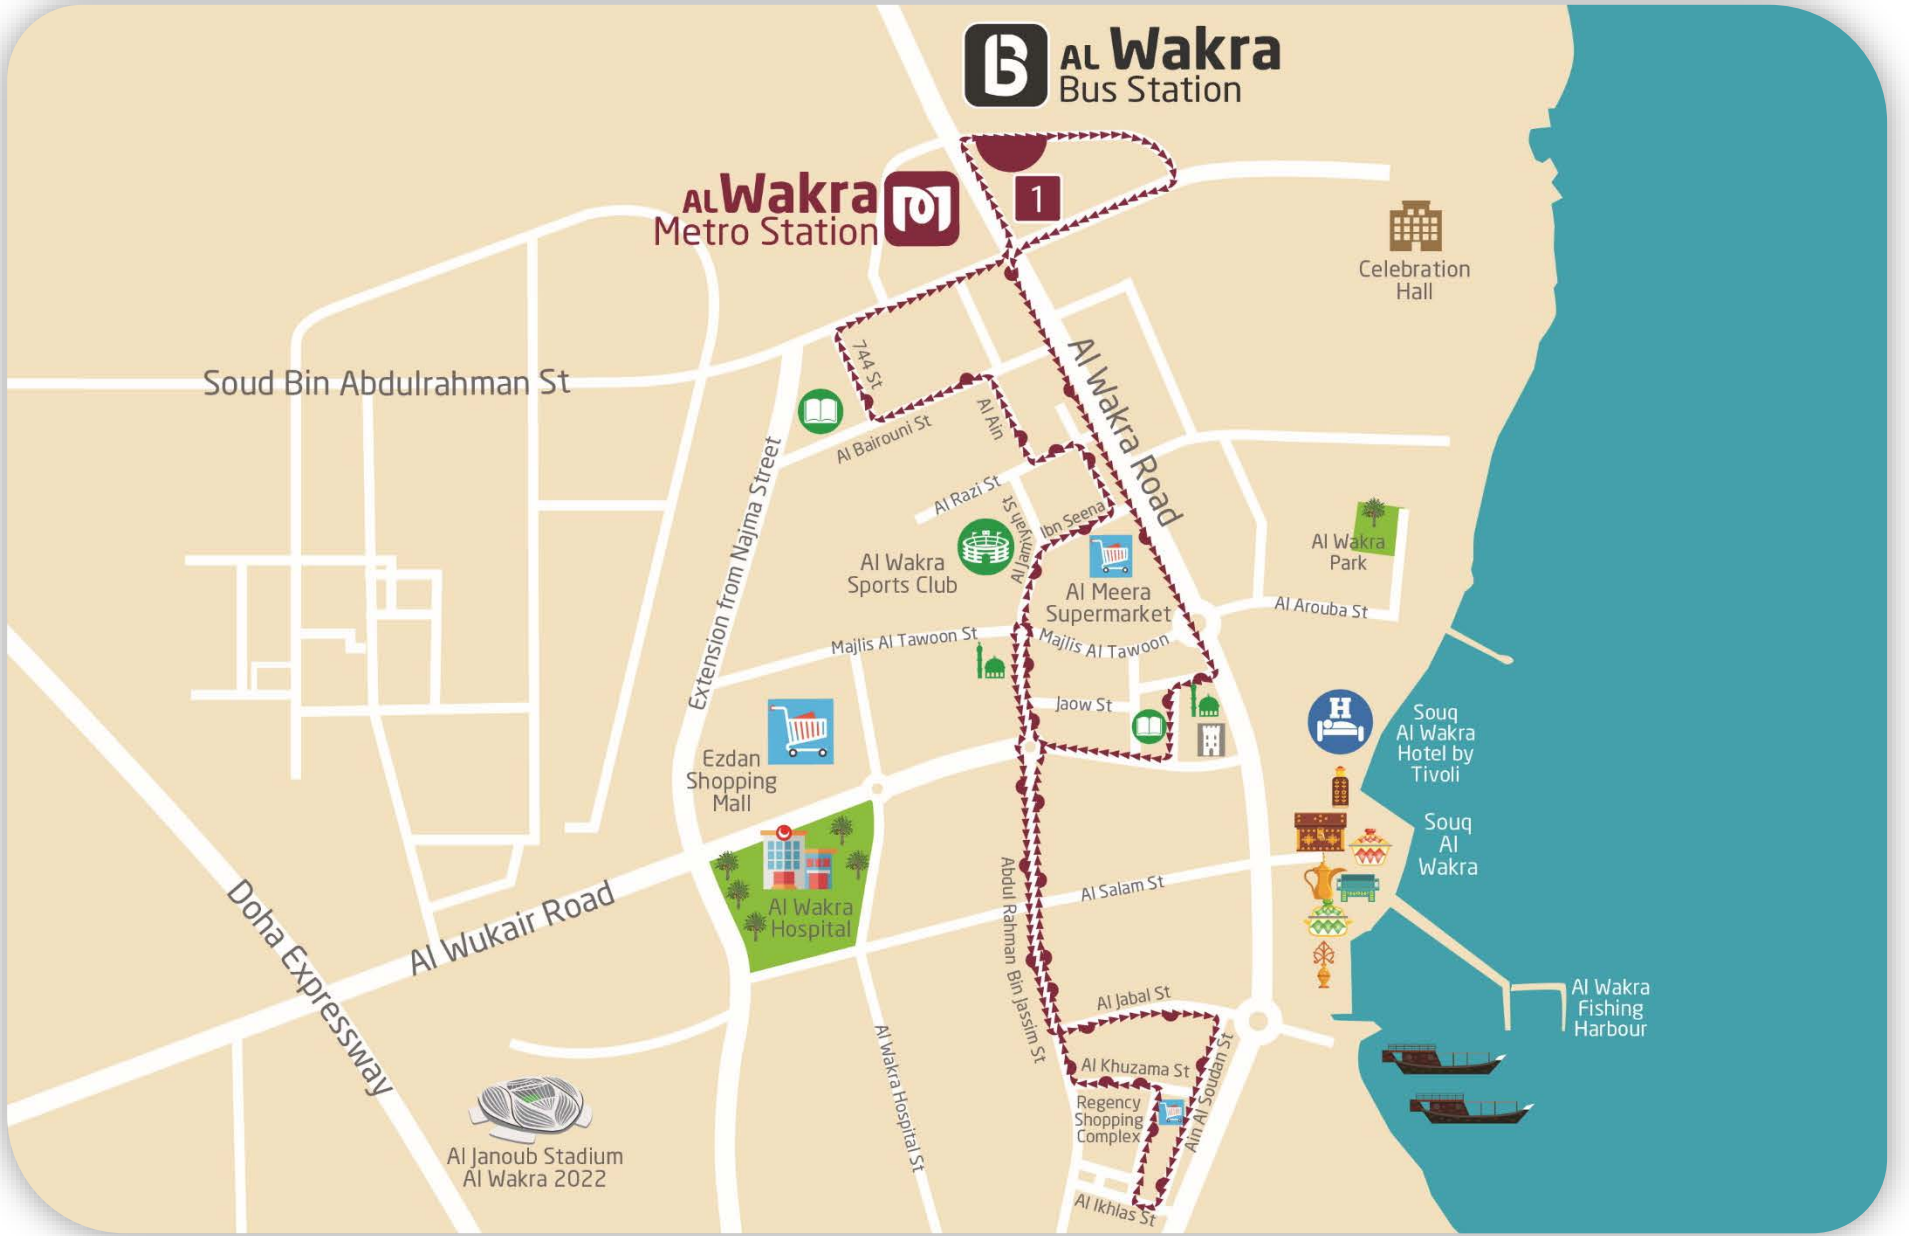 B
AL Wakra
Bus Station
AL Wakra
Metro Station
1
Celebration
Hall
Soud Bin Abdulrahman St
744 St
Al Bairouni St
Al Ain
Al Wakra Road
Extension from Najma Street
Al Razi St
Al Jamiyah St
Ibn Seena
Al Wakra
Sports Club
Al Meera
Supermarket
Al Wakra
Park
Al Arouba St
Majlis Al Tawoon St
Majlis Al Tawoon
Jaow St
Ezdan
Shopping
Mall
H
Souq
Al Wakra
Hotel by
Tivoli
Souq
Al
Wakra
Al Wakra
Hospital
Al Salam St
Abdul Rahman Bin Jassim St
Al Wukair Road
Doha Expressway
Al Wakra
Fishing
Harbour
Al Jabal St
Al Khuzama St
Ain Al Soudan St
Regency
Shopping
Complex
Al Wakra Hospital St
Al Janoub Stadium
Al Wakra 2022
Al Ikhlas St